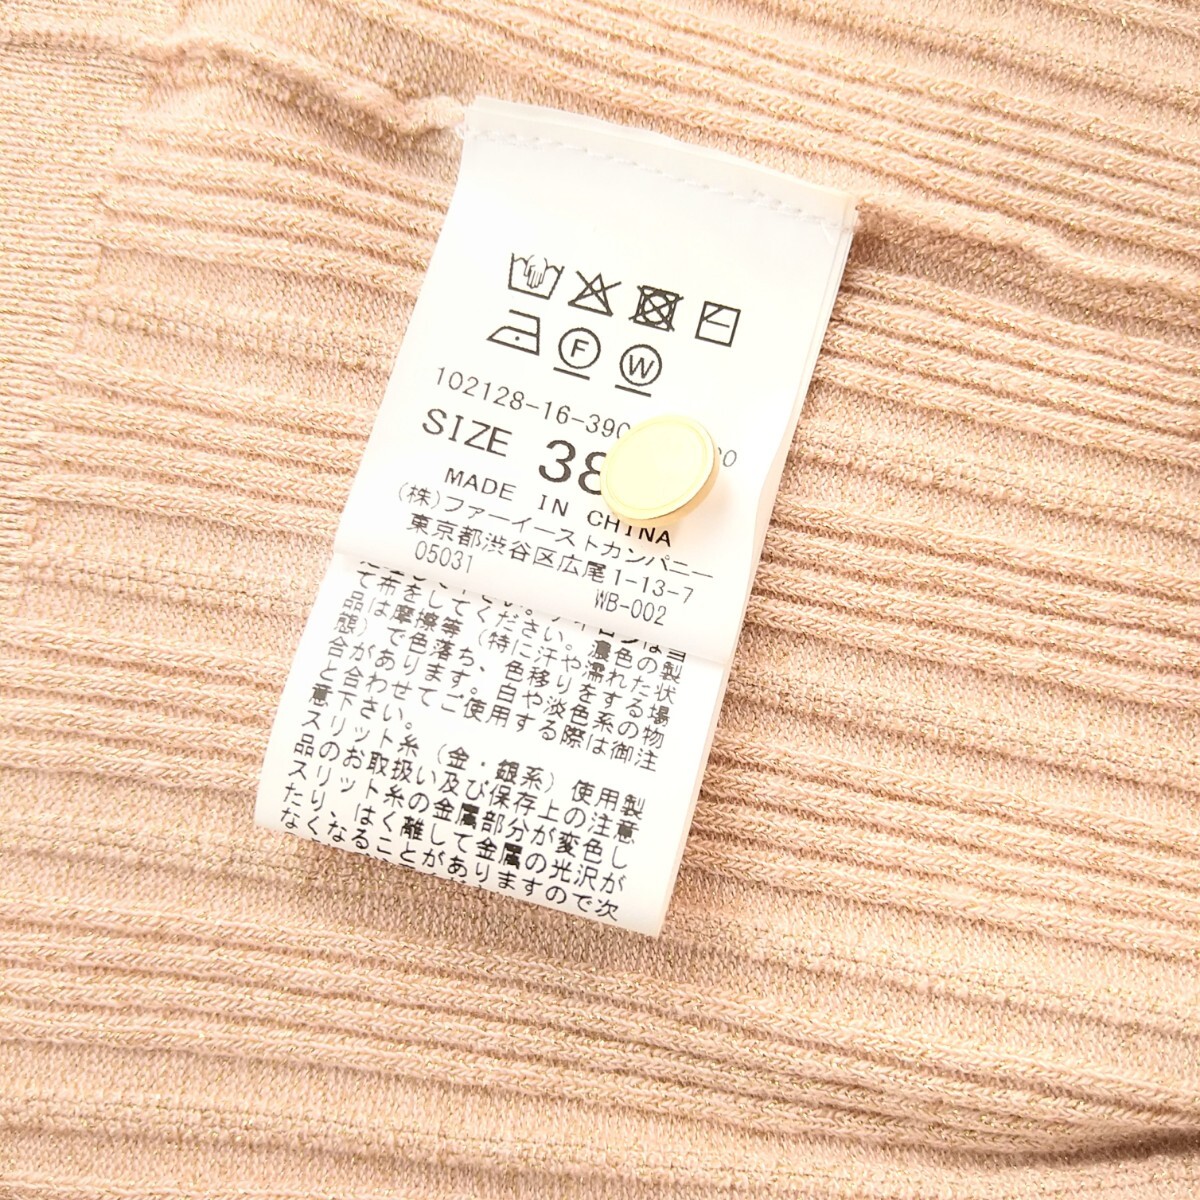 F W
102128-16-390 00
SIZE 38
MADE IN CHINA
(株)ファーイーストカンパニー
東京都渋谷区広尾1-13-7
05031 WB-002
て布をしてください。濃色の製
品は摩擦等(特に汗や濡れた状
態)で色落ち、色移りをする場
合があります。白や淡色系の物
と合わせてご使用する際は御注
意下さい。
スリット糸(金・銀系)使用製
品のお取扱い及び保存上の注意
スリット糸の金属部分が変色し
たり、はく離して金属の光沢が
なくなることがありますので次